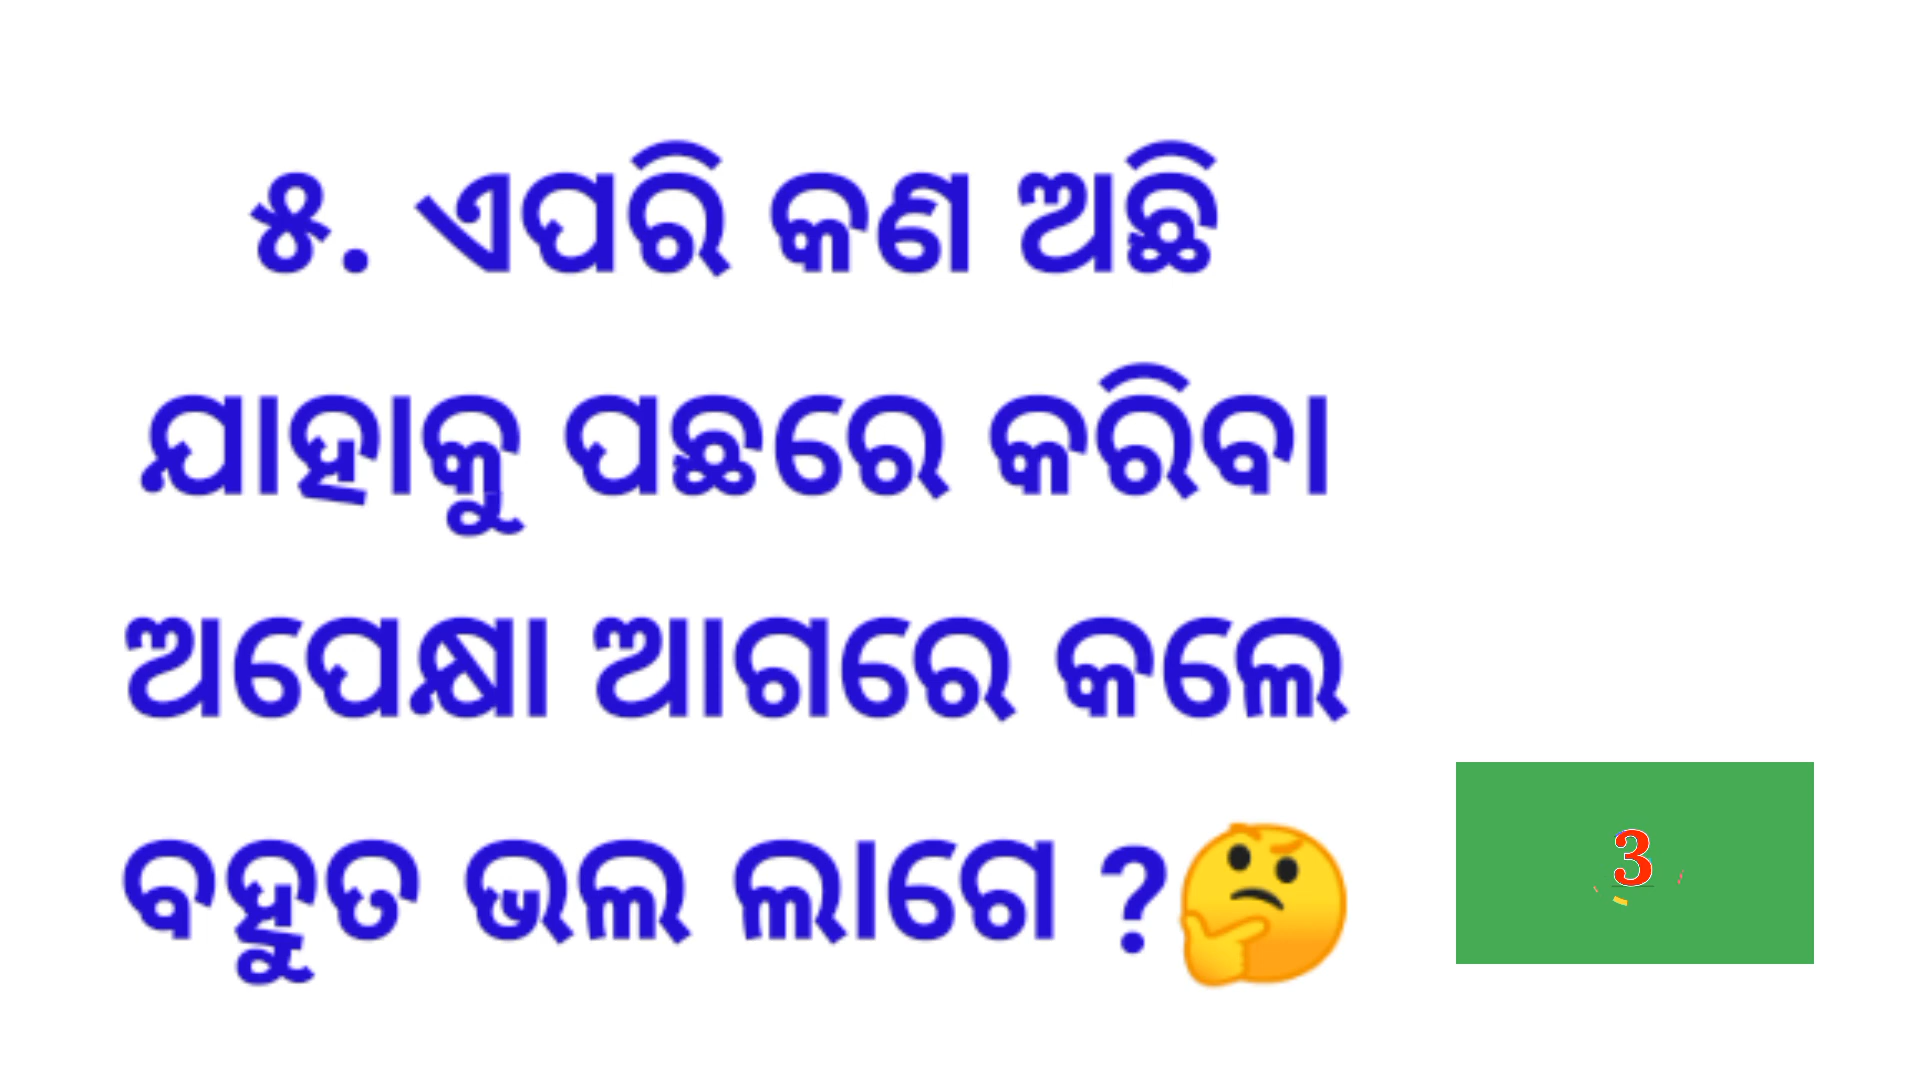 ୫. ଏପରି କଣ ଅଛି
ଯାହାକୁ ପଛରେ କରିବା
ଅପେକ୍ଷା ଆଗରେ କଲେ
ବହୁତ ଭଲ ଲାଗେ ?🤔
3